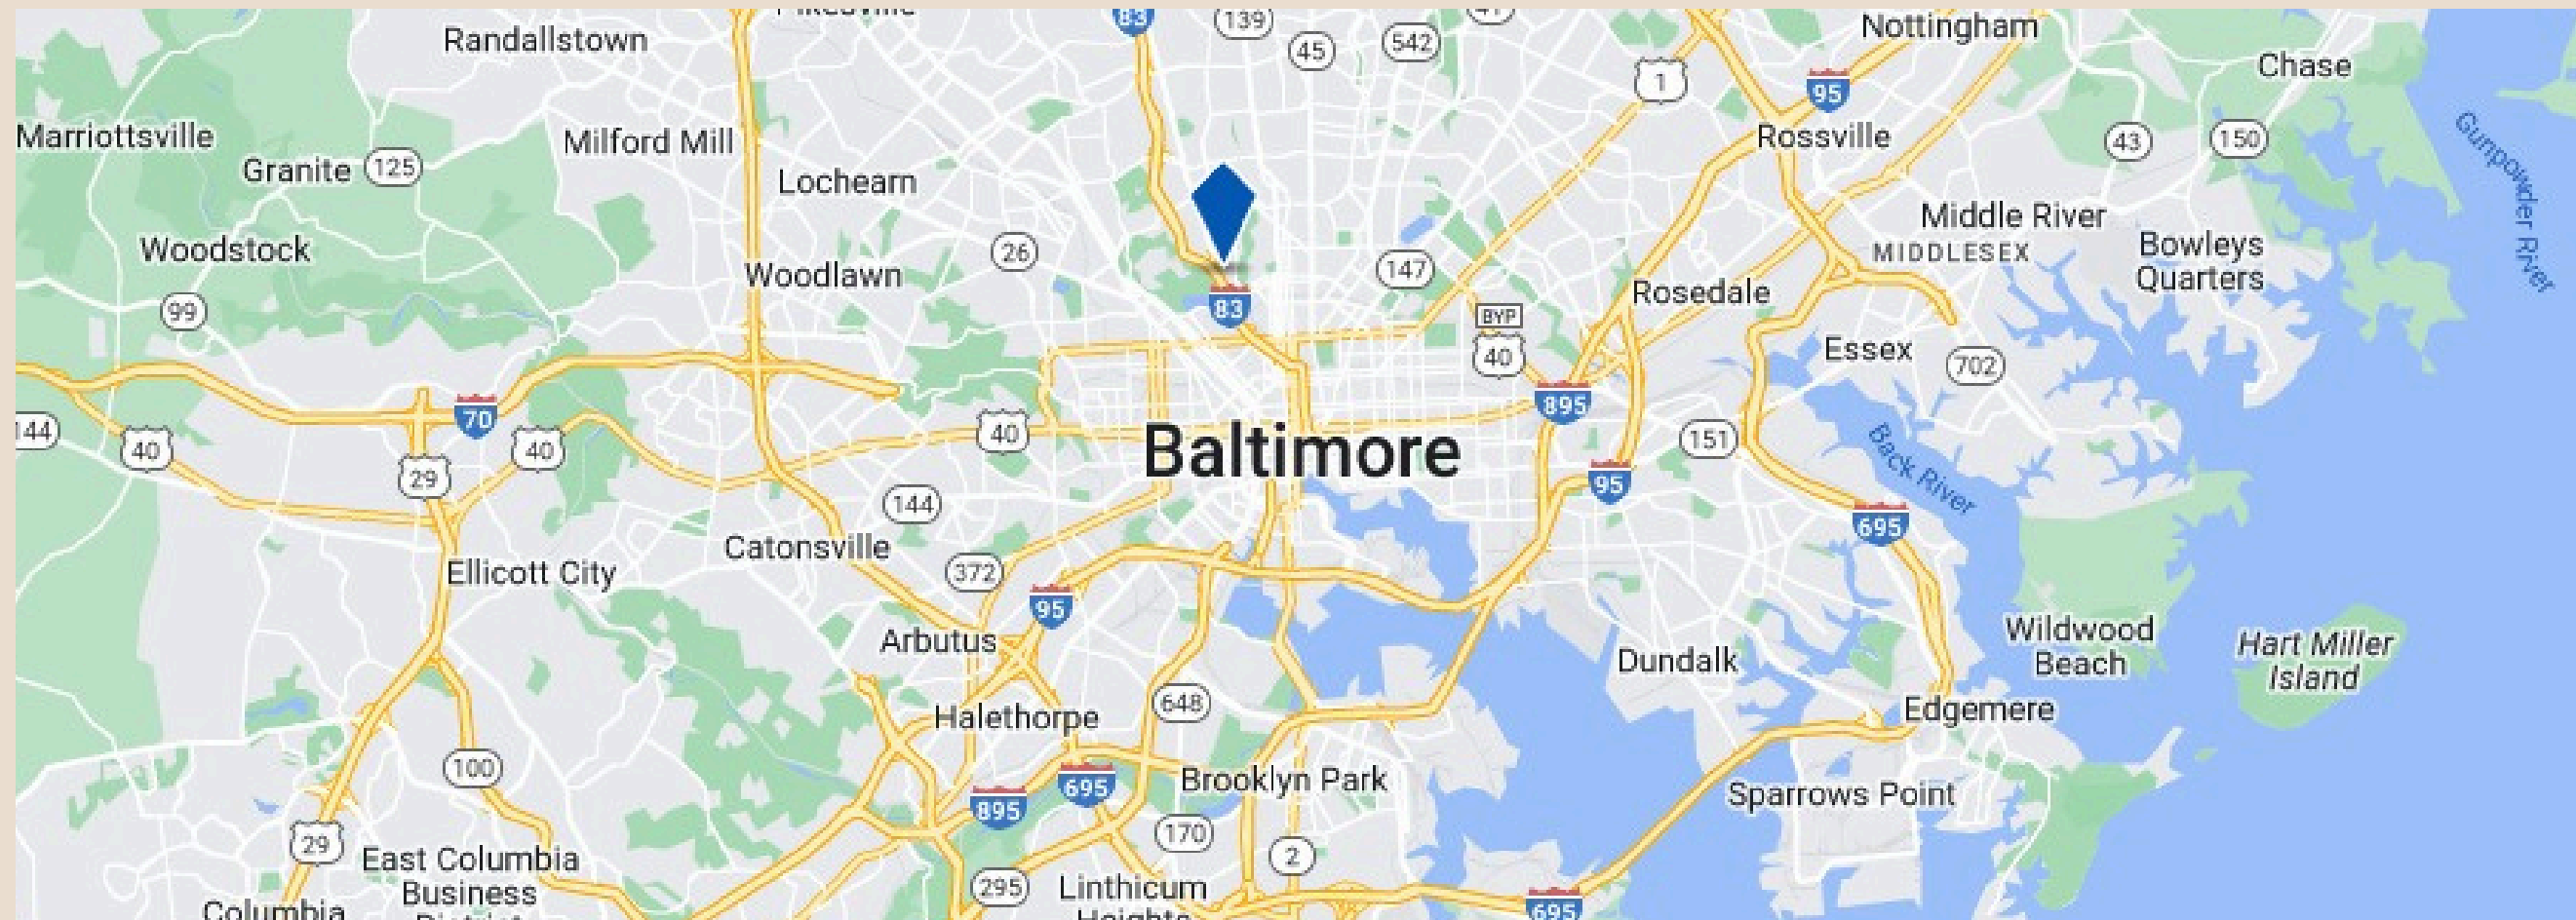 83
139
45
542
Nottingham
Randallstown
1
95
Chase
Marriottsville
Milford Mill
Rossville
43
150
Granite
125
Lochearn
Gunpowder River
Middle River
Woodstock
26
147
MIDDLESEX
Bowleys
Quarters
Woodlawn
Rosedale
99
83
BYP
40
Essex
702
70
895
144
40
40
29
40
Baltimore
151
Back River
95
144
695
Catonsville
Ellicott City
372
95
Arbutus
Wildwood
Beach
Hart Miller
Island
Dundalk
648
Halethorpe
Edgemere
100
695
Brooklyn Park
895
Sparrows Point
170
29
East Columbia
Business
2
295
Linthicum
Heights
Columbia
District
695